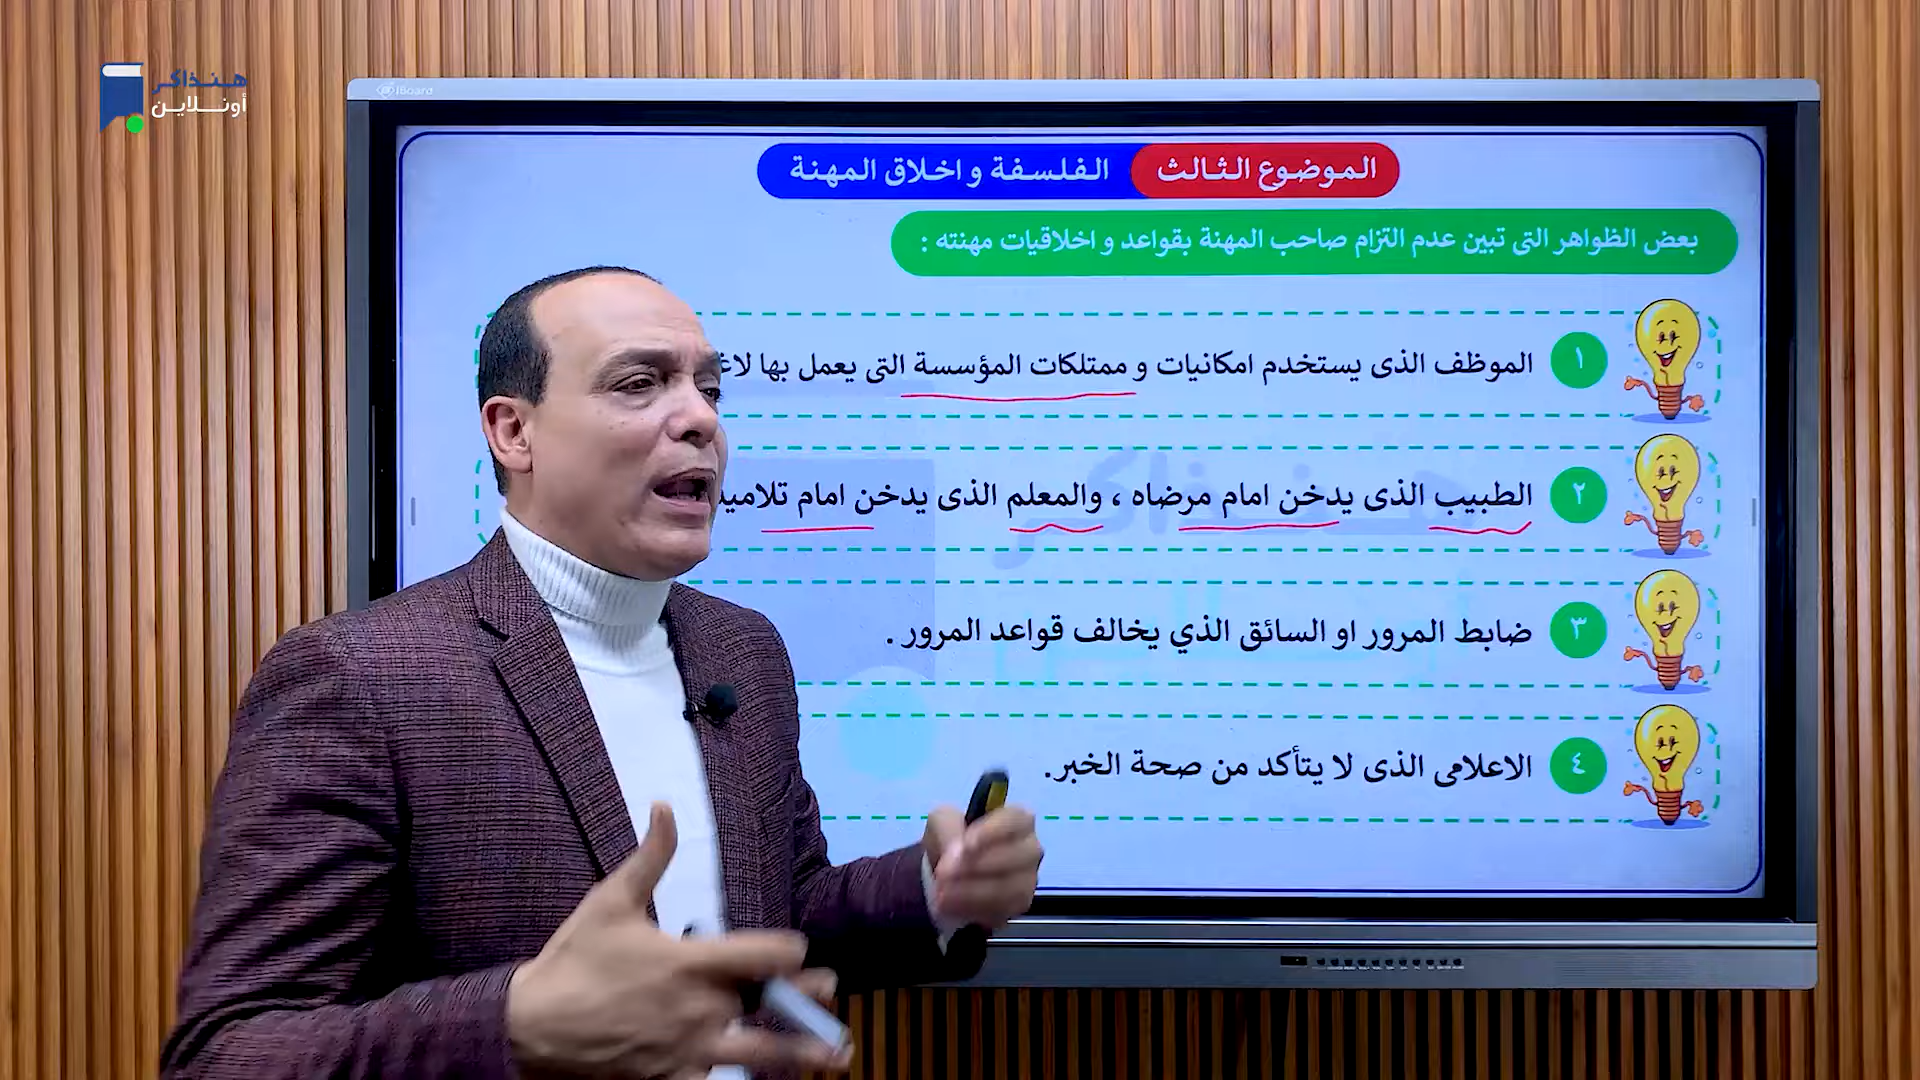 هنذاكر
أونلاين
iBoard
الموضوع الثالث الفلسفة و اخلاق المهنة
بعض الظواهر التى تبين عدم التزام صاحب المهنة بقواعد و اخلاقيات مهنته :
١ الموظف الذى يستخدم امكانيات و ممتلكات المؤسسة التى يعمل بها
٢ الطبيب الذى يدخن امام مرضاه ، والمعلم الذى يدخن امام
٣ ضابط المرور او السائق الذي يخالف قواعد المرور .
٤ الاعلامى الذى لا يتأكد من صحة الخبر.